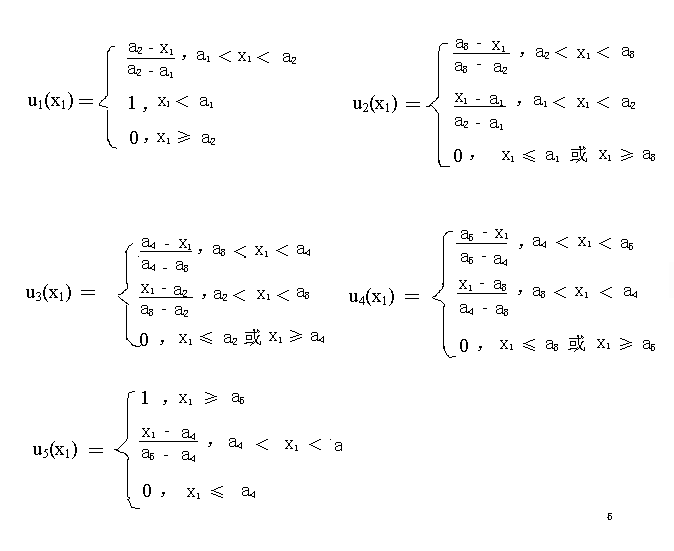 u₁(x₁) = { (a₂ - x₁)/(a₂ - a₁) , a₁ < x₁ < a₂
1 , x₁ < a₁
0 , x₁ ≥ a₂
u₂(x₁) = { (a₃ - x₁)/(a₃ - a₂) , a₂ < x₁ < a₃
(x₁ - a₁)/(a₂ - a₁) , a₁ < x₁ < a₂
0 , x₁ ≤ a₁ 或 x₁ ≥ a₃
u₃(x₁) = { (a₄ - x₁)/(a₄ - a₃) , a₃ < x₁ < a₄
(x₁ - a₂)/(a₃ - a₂) , a₂ < x₁ < a₃
0 , x₁ ≤ a₂ 或 x₁ ≥ a₄
u₄(x₁) = { (a₅ - x₁)/(a₅ - a₄) , a₄ < x₁ < a₅
(x₁ - a₃)/(a₄ - a₃) , a₃ < x₁ < a₄
0 , x₁ ≤ a₃ 或 x₁ ≥ a₅
u₅(x₁) = { 1 , x₁ ≥ a₅
(x₁ - a₄)/(a₅ - a₄) , a₄ < x₁ < a
0 , x₁ ≤ a₄
5